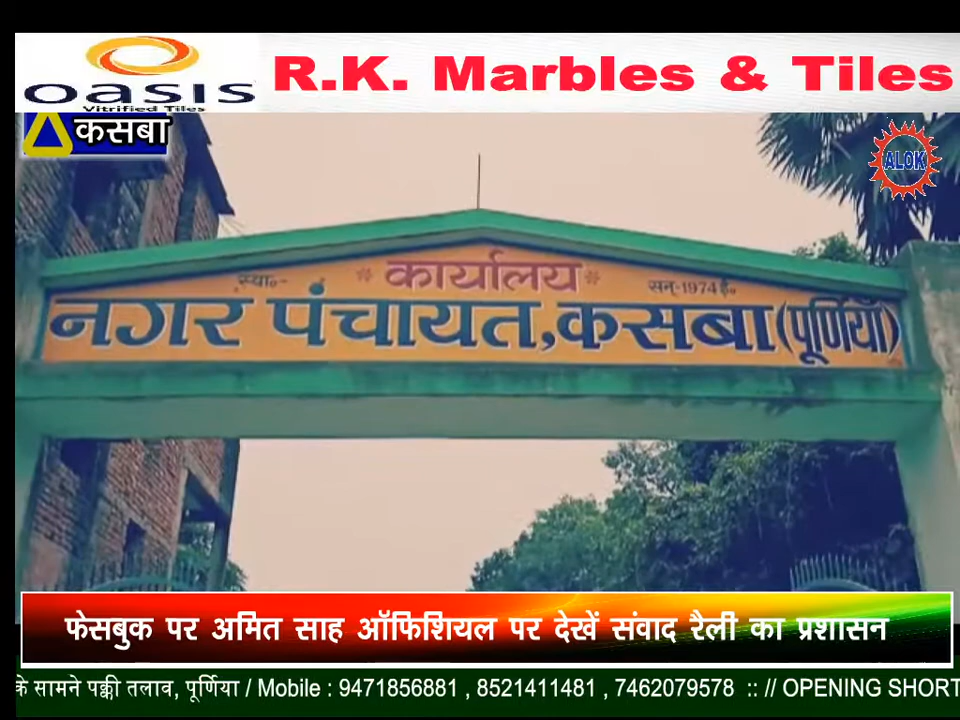 OASIS
Vitrified Tiles
R.K. Marbles & Tiles
कसबा
ALOK
स्था०-
कार्यालय
सन्-1974 ई०
नगर पंचायत,कसबा(पूर्णियाँ)
फेसबुक पर अमित साह ऑफिशियल पर देखें संवाद रैली का प्रशासन
के सामने पक्की तलाव, पूर्णिया / Mobile : 9471856881 , 8521411481 , 7462079578 :: // OPENING SHORT